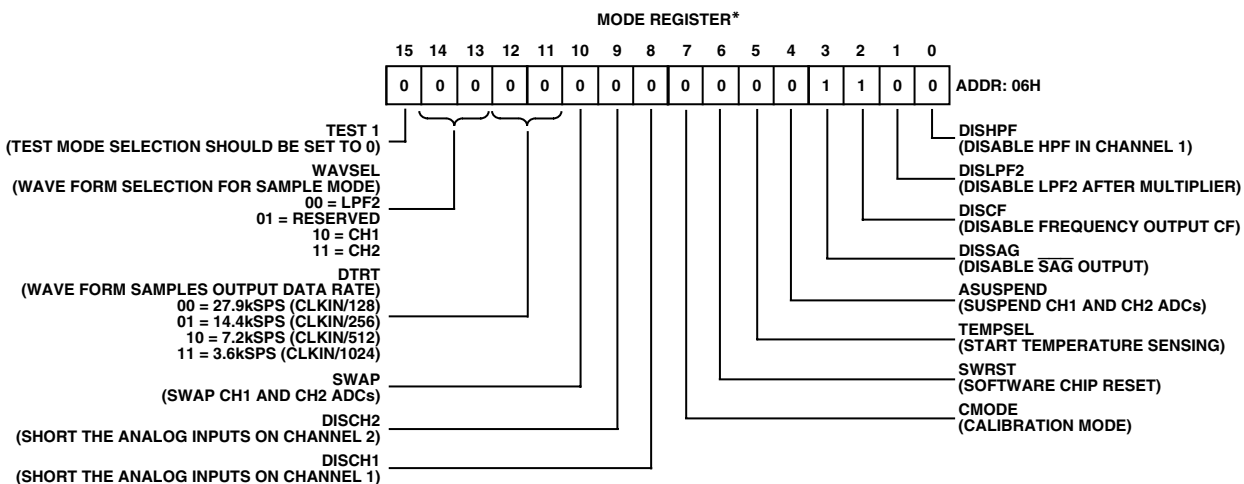 MODE REGISTER*
15 14 13 12 11 10 9 8 7 6 5 4 3 2 1 0
0 0 0 0 0 0 0 0 0 0 0 0 1 1 0 0 ADDR: 06H
TEST 1
(TEST MODE SELECTION SHOULD BE SET TO 0)
WAVSEL
(WAVE FORM SELECTION FOR SAMPLE MODE)
00 = LPF2
01 = RESERVED
10 = CH1
11 = CH2
DTRT
(WAVE FORM SAMPLES OUTPUT DATA RATE)
00 = 27.9kSPS (CLKIN/128)
01 = 14.4kSPS (CLKIN/256)
10 = 7.2kSPS (CLKIN/512)
11 = 3.6kSPS (CLKIN/1024)
SWAP
(SWAP CH1 AND CH2 ADCs)
DISCH2
(SHORT THE ANALOG INPUTS ON CHANNEL 2)
DISCH1
(SHORT THE ANALOG INPUTS ON CHANNEL 1)
DISHPF
(DISABLE HPF IN CHANNEL 1)
DISLPF2
(DISABLE LPF2 AFTER MULTIPLIER)
DISCF
(DISABLE FREQUENCY OUTPUT CF)
DISSAG
(DISABLE SAG OUTPUT)
ASUSPEND
(SUSPEND CH1 AND CH2 ADCs)
TEMPSEL
(START TEMPERATURE SENSING)
SWRST
(SOFTWARE CHIP RESET)
CMODE
(CALIBRATION MODE)